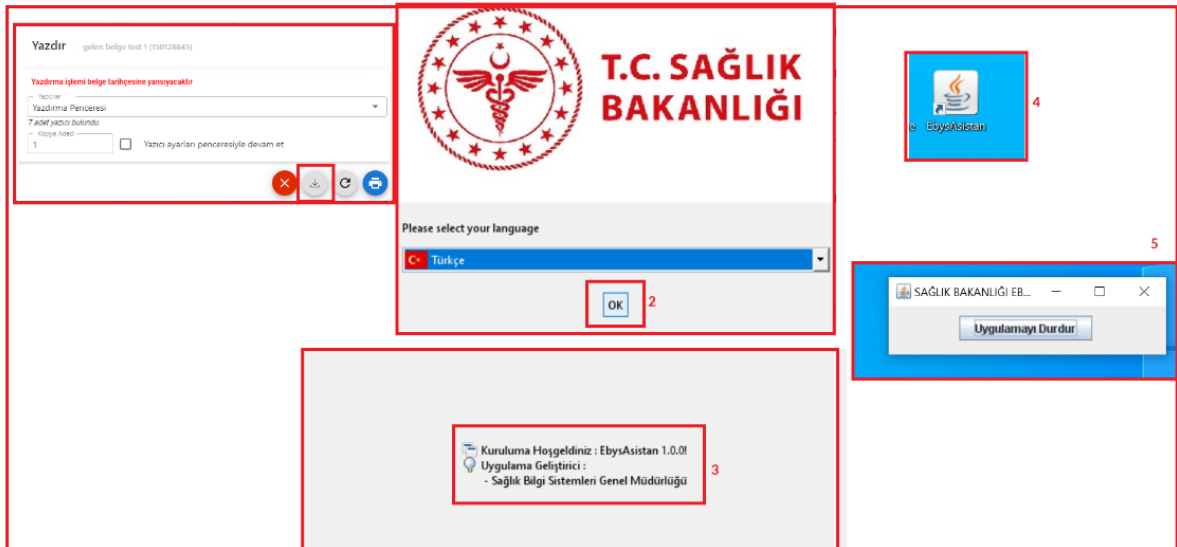 Yazdır gelen belge test 1 (150128845)
Yazdırma işlemi belge tarihçesine yansıyacaktır
Yazıcılar
Yazdırma Penceresi
7 adet yazıcı bulundu.
Kopya Aded
1
Yazıcı ayarları penceresiyle devam et
T.C. SAĞLIK
BAKANLIĞI
Please select your language
Türkçe
OK
2
Kuruluma Hoşgeldiniz : EbysAsistan 1.0.0!
Uygulama Geliştirici :
- Sağlık Bilgi Sistemleri Genel Müdürlüğü
3
e EbysAsistan
4
5
SAĞLIK BAKANLIĞI EB...
Uygulamayı Durdur